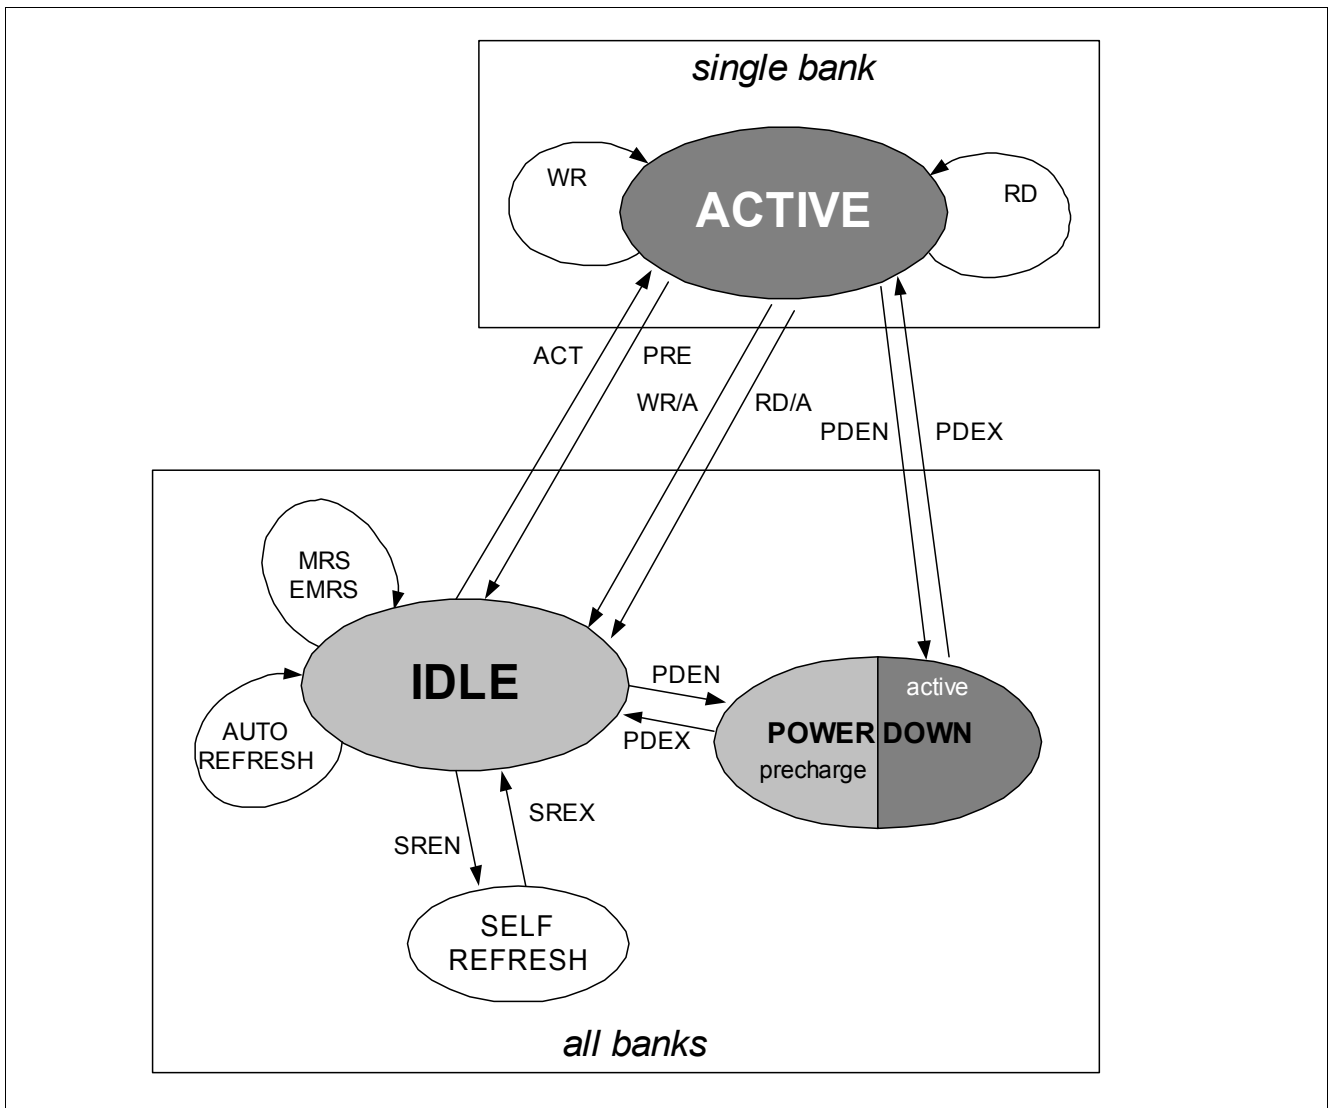 single bank
WR
RD
ACTIVE
ACT
PRE
WR/A
RD/A
PDEN
PDEX
MRS
EMRS
IDLE
PDEN
active
POWER DOWN
PDEX
precharge
AUTO
REFRESH
SREX
SREN
SELF
REFRESH
all banks